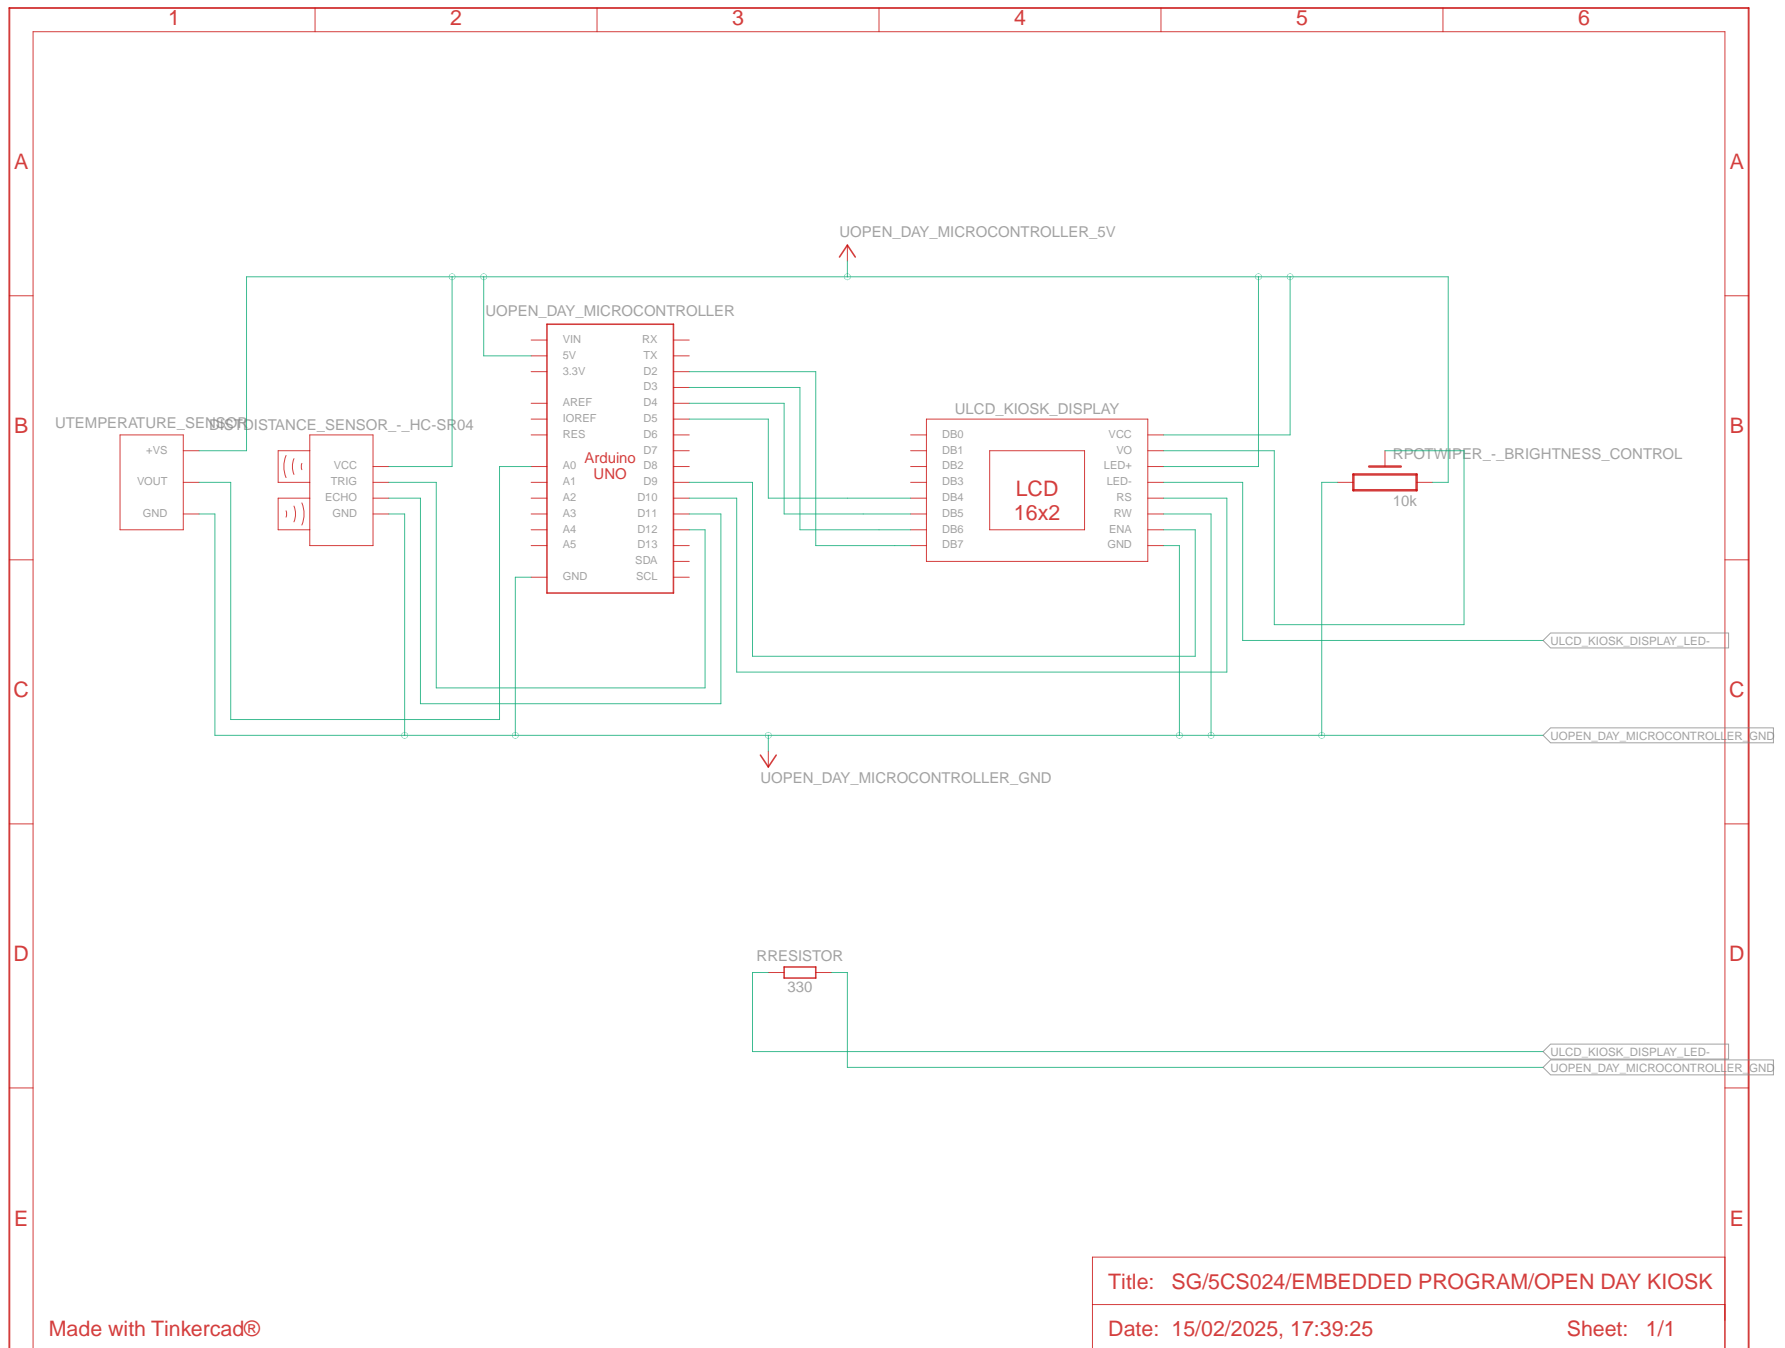 1 2 3 4 5 6
A A
UOPEN_DAY_MICROCONTROLLER_5V
UOPEN_DAY_MICROCONTROLLER
VIN RX
5V TX
3.3V D2
D3
AREF D4
IOREF D5
RES D6
D7
A0 D8
A1 D9
A2 D10
A3 D11
A4 D12
A5 D13
SDA
GND SCL
Arduino
UNO
B B
UTEMPERATURE_SENSOR
+VS
VOUT
GND
DISTDISTANCE_SENSOR_-_HC-SR04
VCC
TRIG
ECHO
GND
ULCD_KIOSK_DISPLAY
DB0 VCC
DB1 VO
DB2 LED+
DB3 LED-
DB4 RS
DB5 RW
DB6 ENA
DB7 GND
LCD
16x2
RPOTWIPER_-_BRIGHTNESS_CONTROL
10k
ULCD_KIOSK_DISPLAY_LED-
C C
UOPEN_DAY_MICROCONTROLLER_GND
UOPEN_DAY_MICROCONTROLLER_GND
D D
RRESISTOR
330
ULCD_KIOSK_DISPLAY_LED-
UOPEN_DAY_MICROCONTROLLER_GND
E E
Title: SG/5CS024/EMBEDDED PROGRAM/OPEN DAY KIOSK
Made with Tinkercad®
Date: 15/02/2025, 17:39:25 Sheet: 1/1